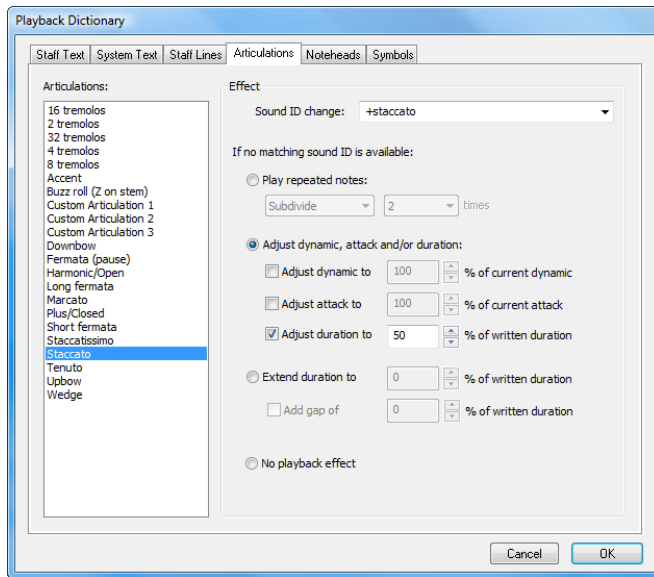 Playback Dictionary
Staff Text System Text Staff Lines Articulations Noteheads Symbols
Articulations:
16 tremolos
2 tremolos
32 tremolos
4 tremolos
8 tremolos
Accent
Buzz roll (Z on stem)
Custom Articulation 1
Custom Articulation 2
Custom Articulation 3
Downbow
Fermata (pause)
Harmonic/Open
Long fermata
Marcato
Plus/Closed
Short fermata
Staccatissimo
Staccato
Tenuto
Upbow
Wedge
Effect
Sound ID change: +staccato
If no matching sound ID is available:
Play repeated notes:
Subdivide 2 times
Adjust dynamic, attack and/or duration:
Adjust dynamic to 100 % of current dynamic
Adjust attack to 100 % of current attack
Adjust duration to 50 % of written duration
Extend duration to 0 % of written duration
Add gap of 0 % of written duration
No playback effect
Cancel OK